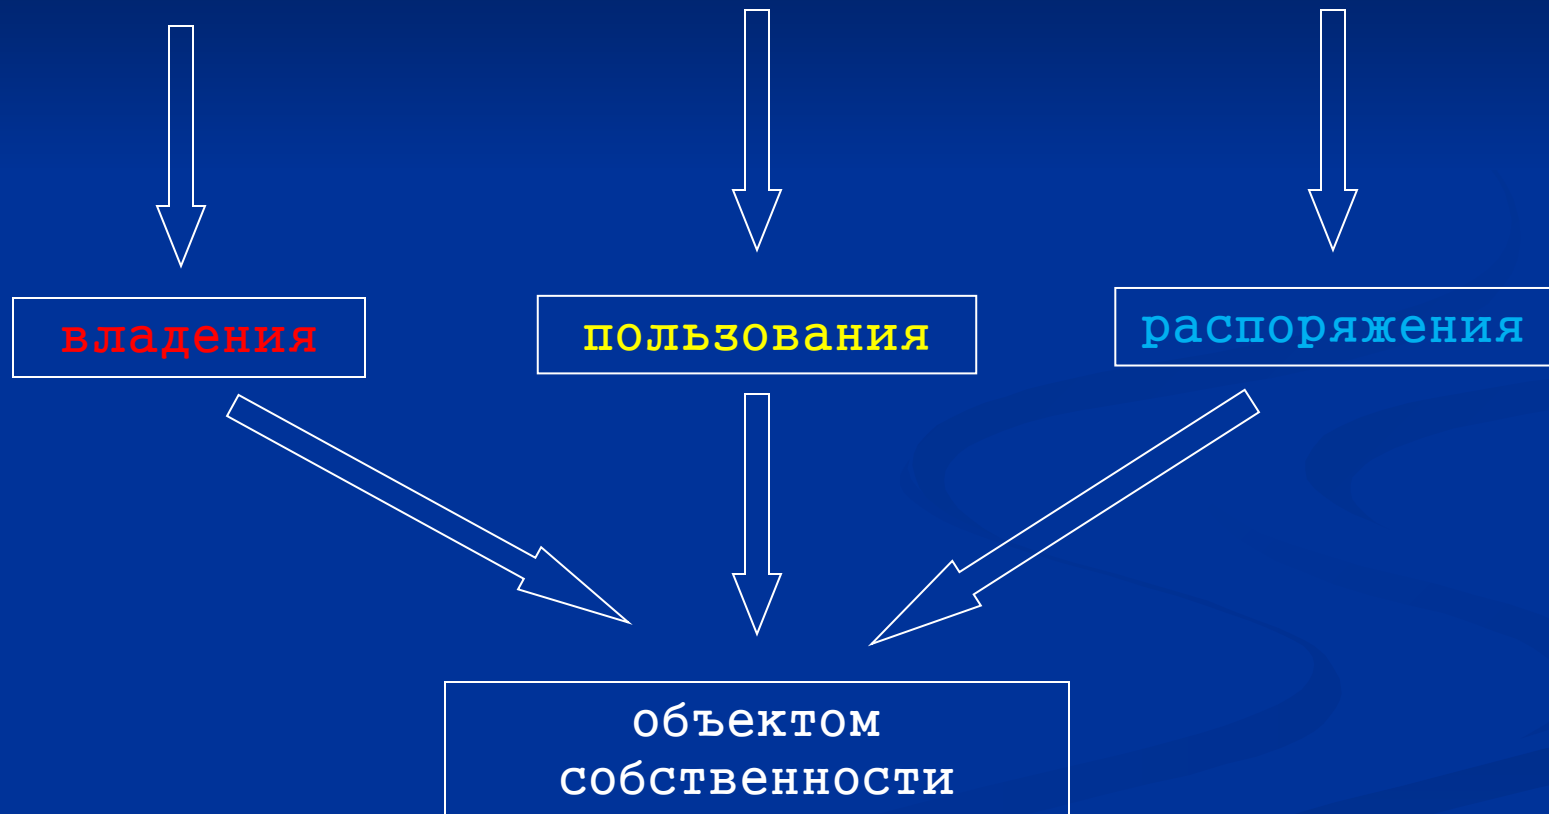 владения
пользования
распоряжения
объектом
собственности